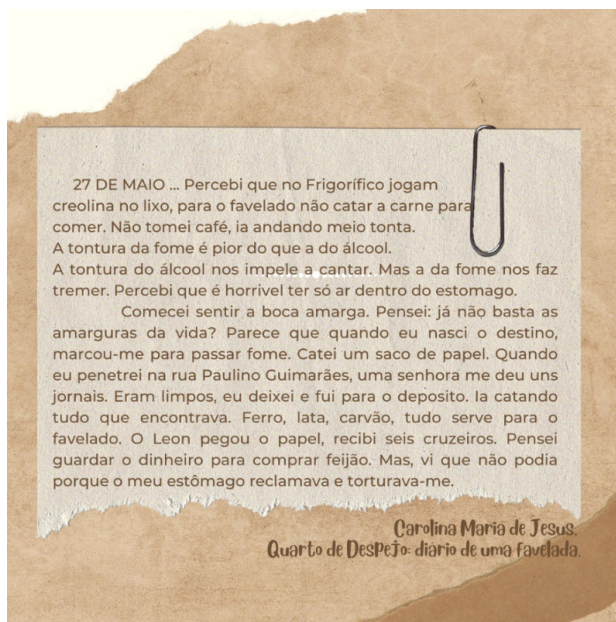 27 DE MAIO ... Percebi que no Frigorífico jogam
creolina no lixo, para o favelado não catar a carne para
comer. Não tomei café, ia andando meio tonta.
A tontura da fome é pior do que a do álcool.
A tontura do álcool nos impele a cantar. Mas a da fome nos faz
tremer. Percebi que é horrivel ter só ar dentro do estomago.
Comecei sentir a boca amarga. Pensei: já não basta as
amarguras da vida? Parece que quando eu nasci o destino,
marcou-me para passar fome. Catei um saco de papel. Quando
eu penetrei na rua Paulino Guimarães, uma senhora me deu uns
jornais. Eram limpos, eu deixei e fui para o deposito. Ia catando
tudo que encontrava. Ferro, lata, carvão, tudo serve para o
favelado. O Leon pegou o papel, recibi seis cruzeiros. Pensei
guardar o dinheiro para comprar feijão. Mas, vi que não podia
porque o meu estômago reclamava e torturava-me.
Carolina Maria de Jesus.
Quarto de Despejo: diário de uma favelada.